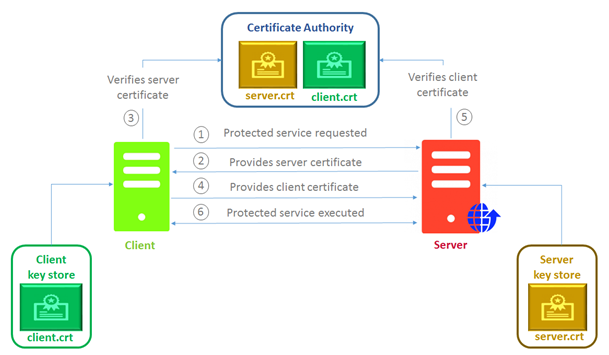 Certificate Authority
server.crt
client.crt
Verifies server
certificate
3
Verifies client
certificate
5
1 Protected service requested
2 Provides server certificate
4 Provides client certificate
6 Protected service executed
Client
Server
Client
key store
client.crt
Server
key store
server.crt